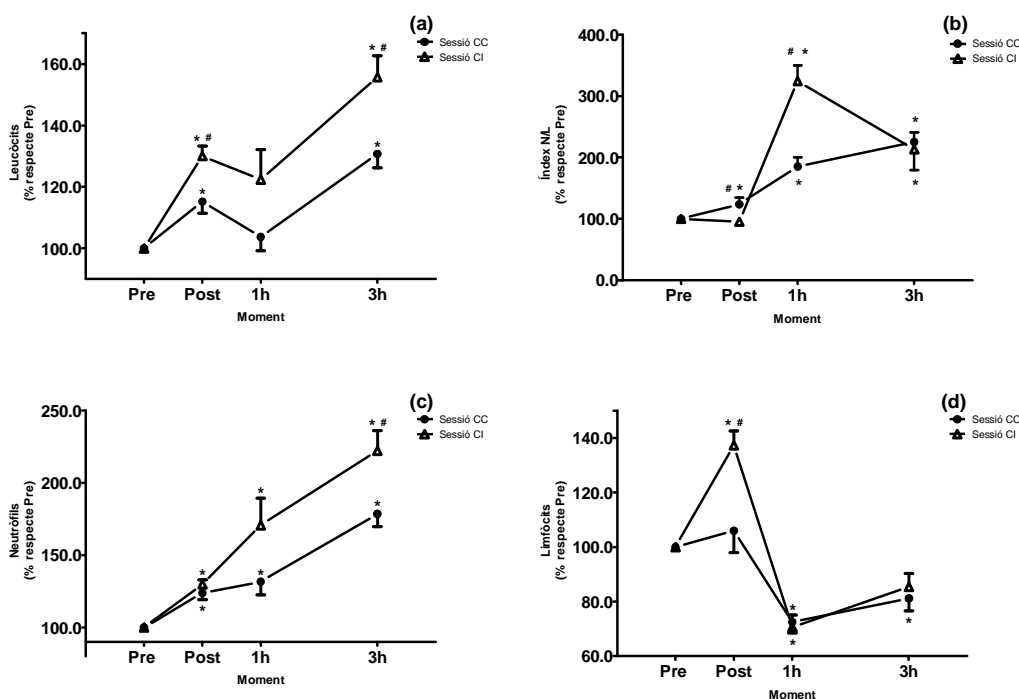 (a)
Sessió CC
Sessió CI
160.0
140.0
120.0
100.0
Leucòcits
(% respecte Pre)
* #
* #
*
*
Pre Post 1h 3h
Moment
(b)
Sessió CC
Sessió CI
400.0
300.0
200.0
100.0
0.0
Índex N/L
(% respecte Pre)
# *
*
# *
*
*
Pre Post 1h 3h
Moment
(c)
Sessió CC
Sessió CI
250.0
200.0
150.0
100.0
Neutròfils
(% respecte Pre)
* #
*
*
*
*
*
Pre Post 1h 3h
Moment
(d)
Sessió CC
Sessió CI
140.0
120.0
100.0
80.0
60.0
Limfòcits
(% respecte Pre)
* #
*
*
*
Pre Post 1h 3h
Moment